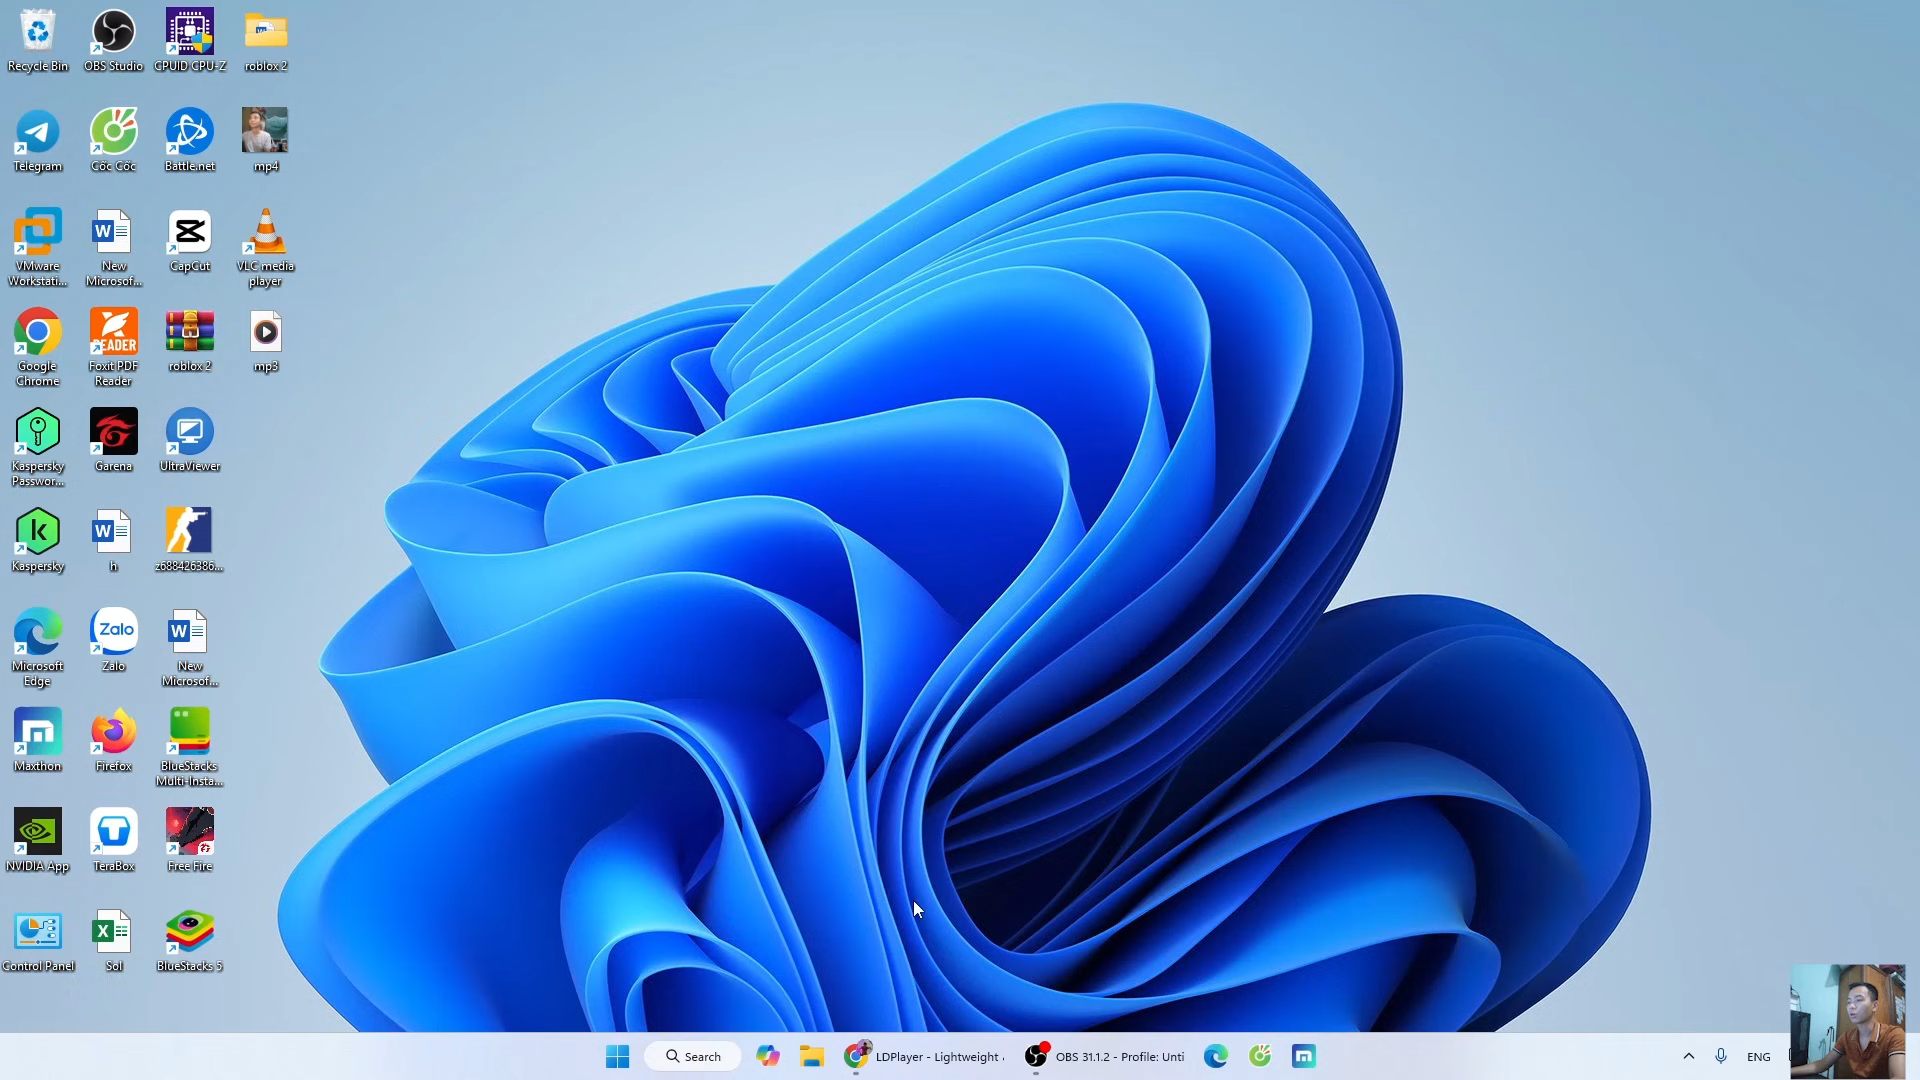 Recycle Bin
OBS Studio
CPUID CPU-Z
roblox 2
Telegram
Cốc Cốc
Battle.net
mp4
VMware
Workstati...
New
Microsof...
CapCut
VLC media
player
Google
Chrome
READER
Foxit PDF
Reader
roblox 2
mp3
Kaspersky
Passwor...
Garena
UltraViewer
Kaspersky
h
z688426386...
Microsoft
Edge
Zalo
Zalo
New
Microsof...
Maxthon
Firefox
BlueStacks
Multi-Insta...
NVIDIA App
TeraBox
Free Fire
Control Panel
Sol
BlueStacks 5
Search
LDPlayer - Lightweight
OBS 31.1.2 - Profile: Unti
ENG